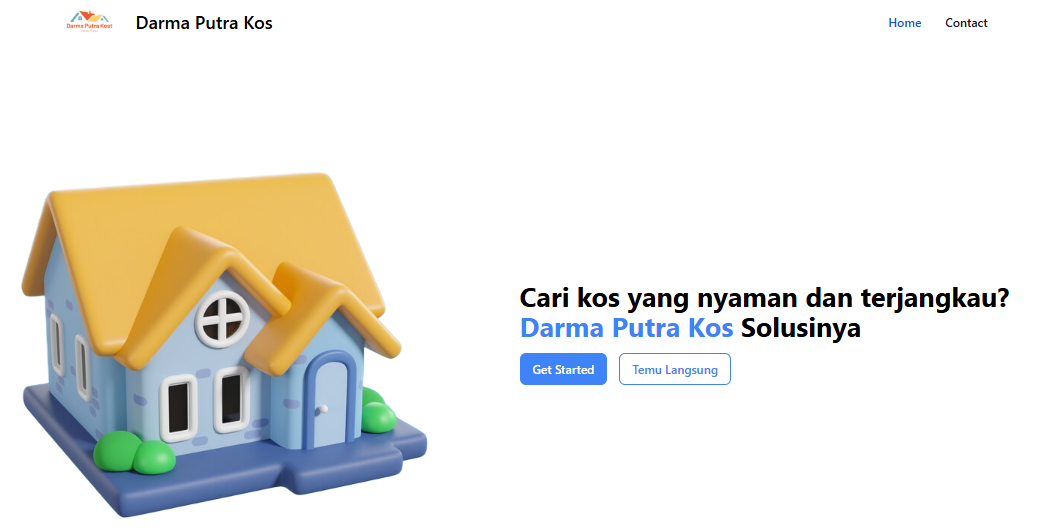 Darma Putra Kost
Darma Putra Kos
Home
Contact
Cari kos yang nyaman dan terjangkau?
Darma Putra Kos Solusinya
Get Started
Temu Langsung